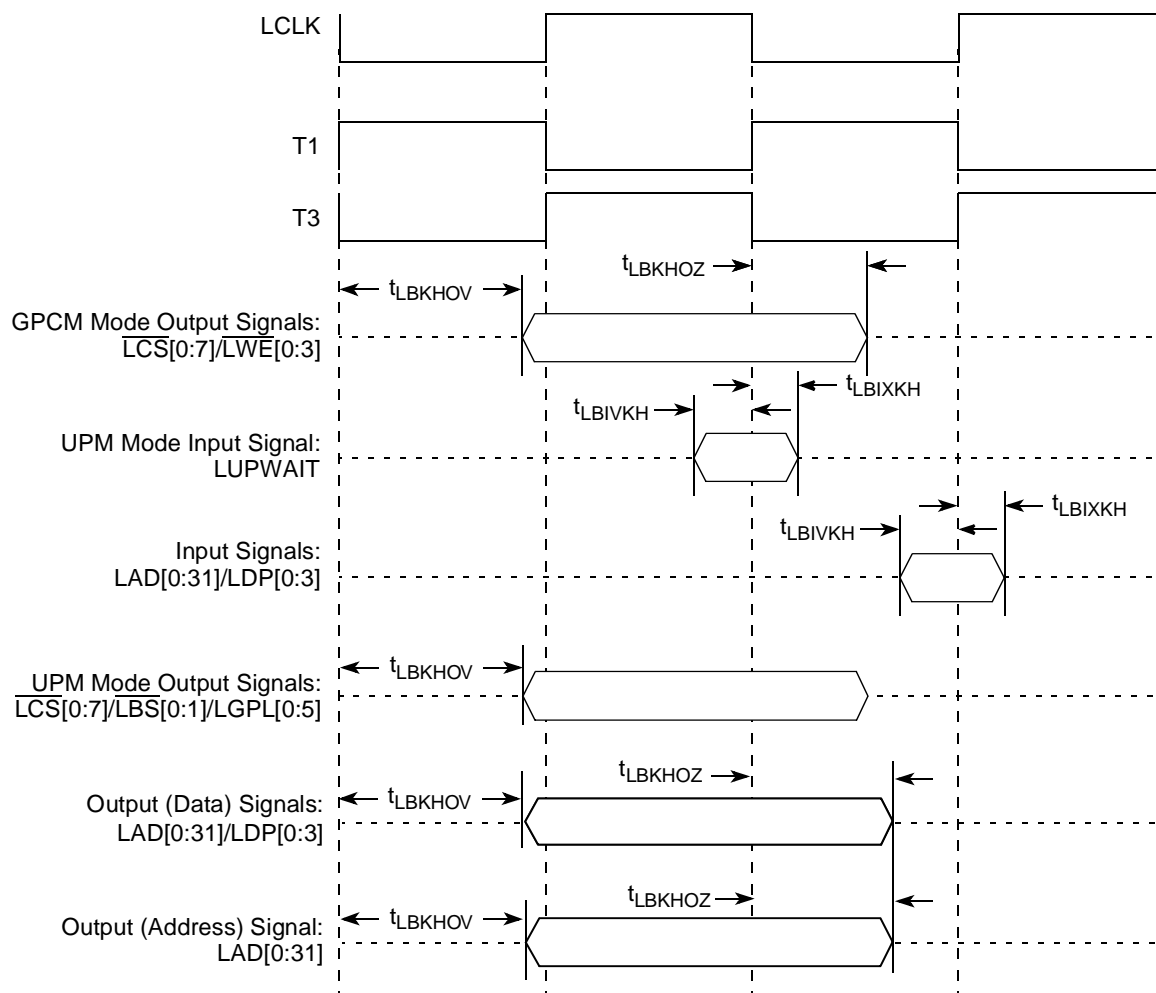 LCLK
T1
T3
tLBKHOZ
tLBKHOV
GPCM Mode Output Signals:
LCS[0:7]/LWE[0:3]
tLBIXKH
tLBIVKH
UPM Mode Input Signal:
LUPWAIT
tLBIXKH
tLBIVKH
Input Signals:
LAD[0:31]/LDP[0:3]
tLBKHOV
UPM Mode Output Signals:
LCS[0:7]/LBS[0:1]/LGPL[0:5]
tLBKHOZ
tLBKHOV
Output (Data) Signals:
LAD[0:31]/LDP[0:3]
tLBKHOZ
tLBKHOV
Output (Address) Signal:
LAD[0:31]